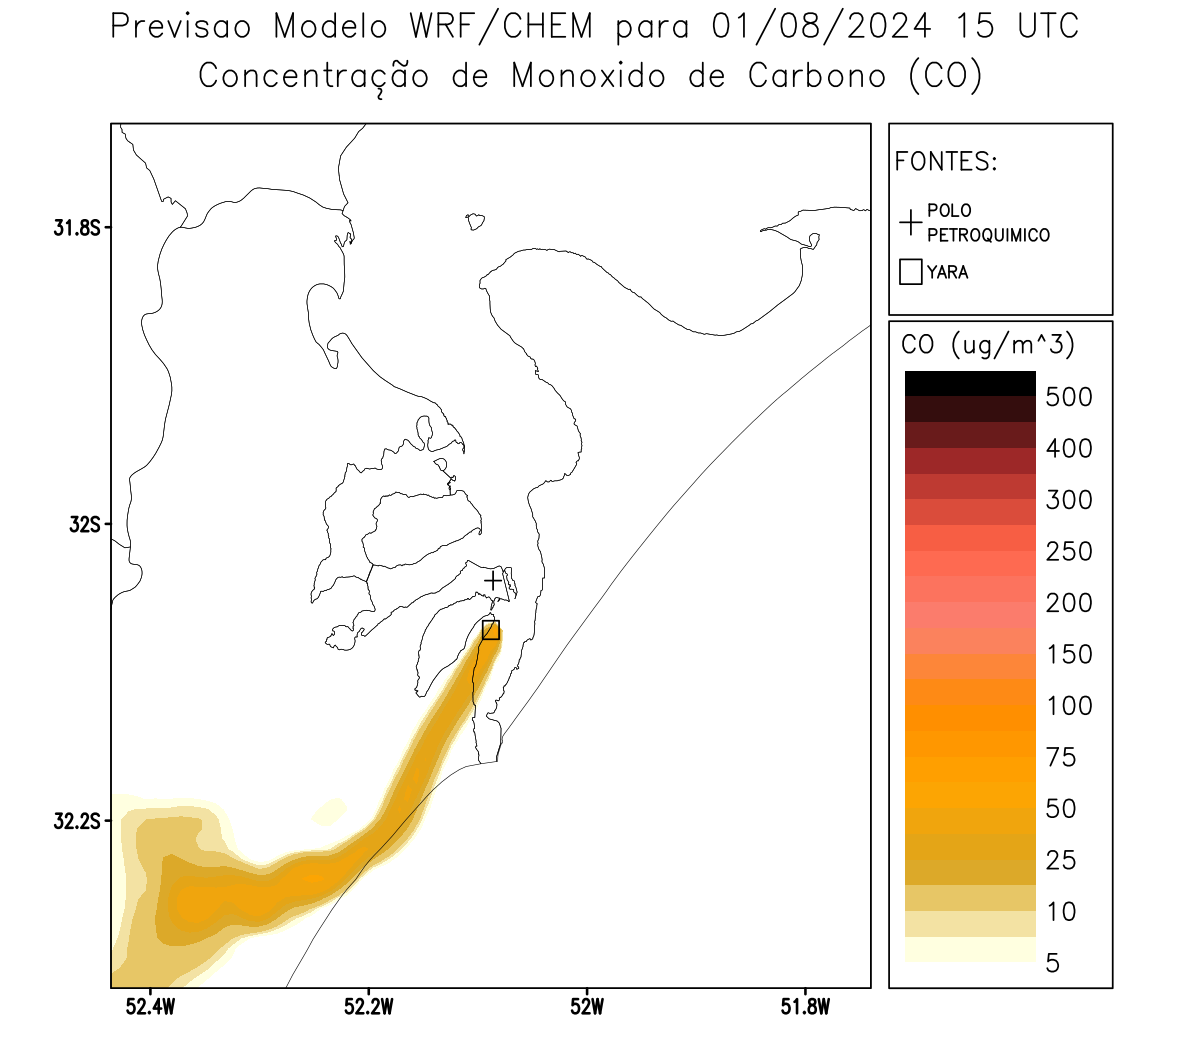 Previsao Modelo WRF/CHEM para 01/08/2024 15 UTC
Concentração de Monoxido de Carbono (CO)
FONTES:
POLO
PETROQUIMICO
YARA
CO (ug/m^3)
500
400
300
250
200
150
100
75
50
25
10
5
31.8S
32S
32.2S
52.4W
52.2W
52W
51.8W